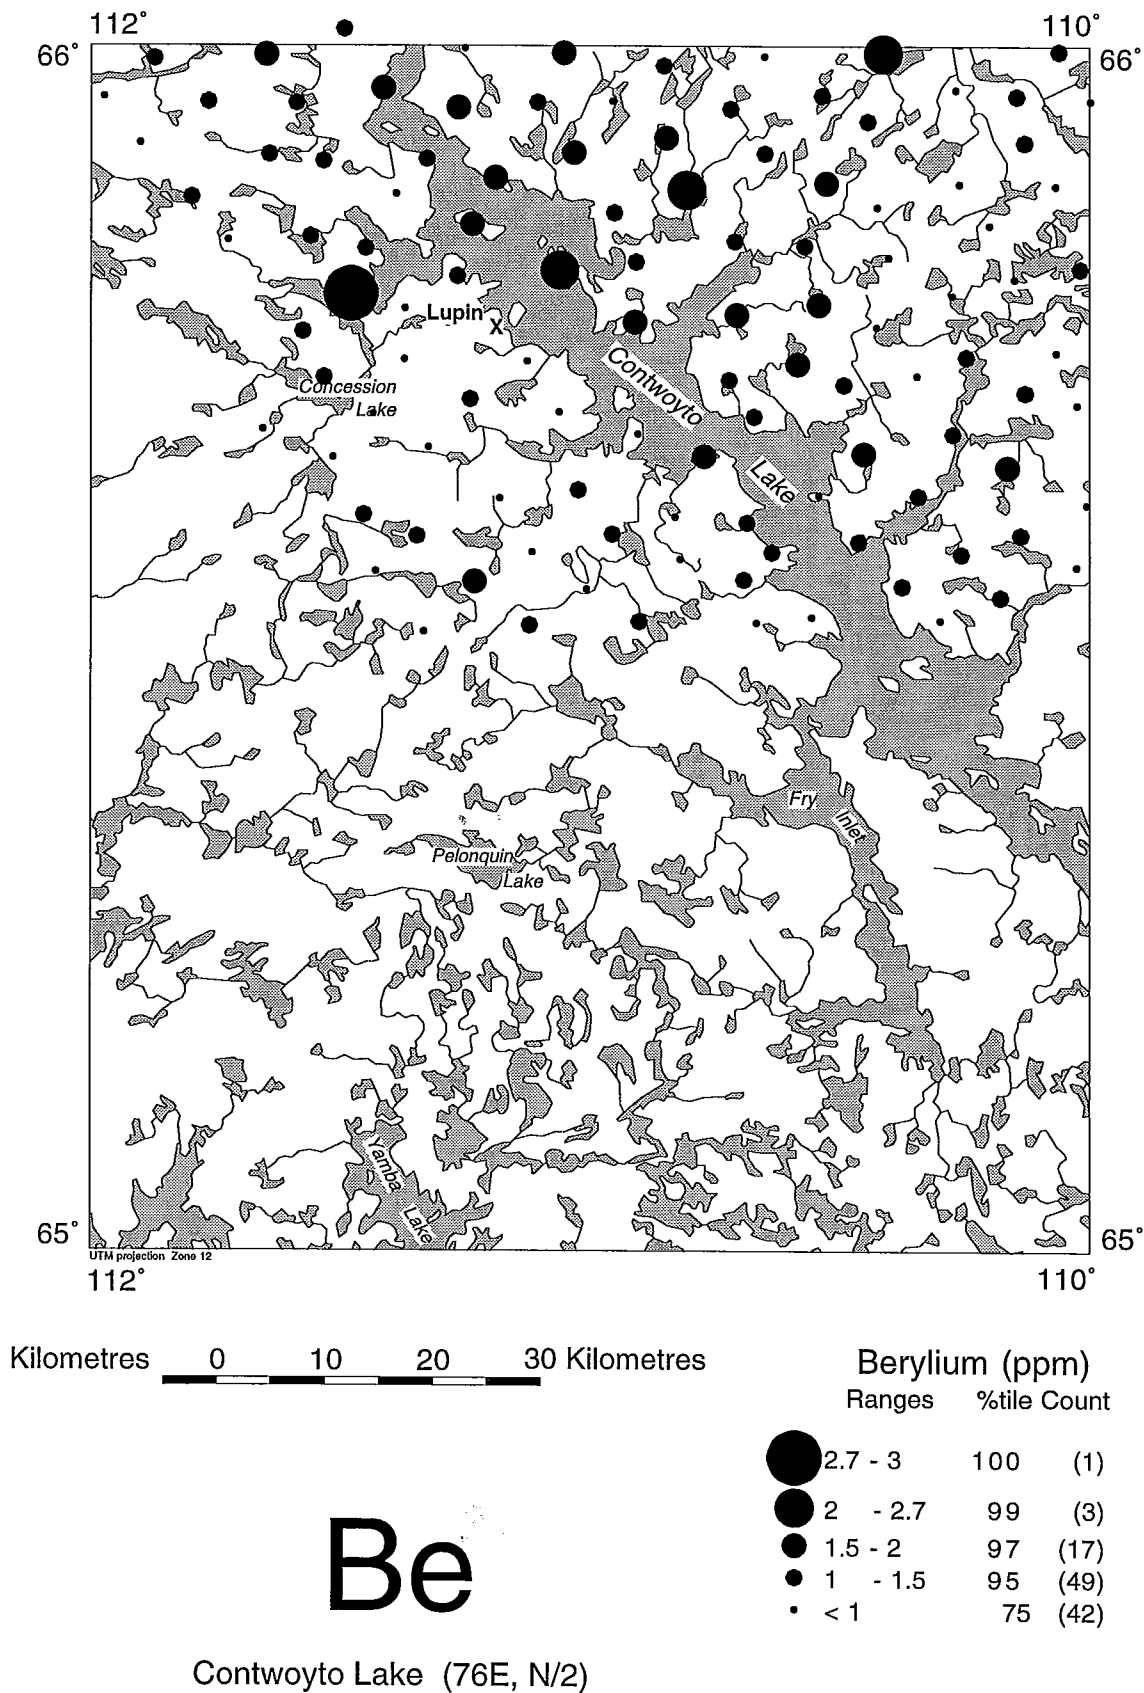 112° 110°
66° 66°
Lupin X
Contwoyto
Lake
Concession
Lake
Fry
Inlet
Pelonquin
Lake
Yamba
Lake
65° 65°
UTM projection Zone 12
112° 110°
Kilometres 0 10 20 30 Kilometres
Berylium (ppm)
Ranges %tile Count
2.7 - 3 100 (1)
2 - 2.7 99 (3)
1.5 - 2 97 (17)
1 - 1.5 95 (49)
< 1 75 (42)
Be
Contwoyto Lake (76E, N/2)